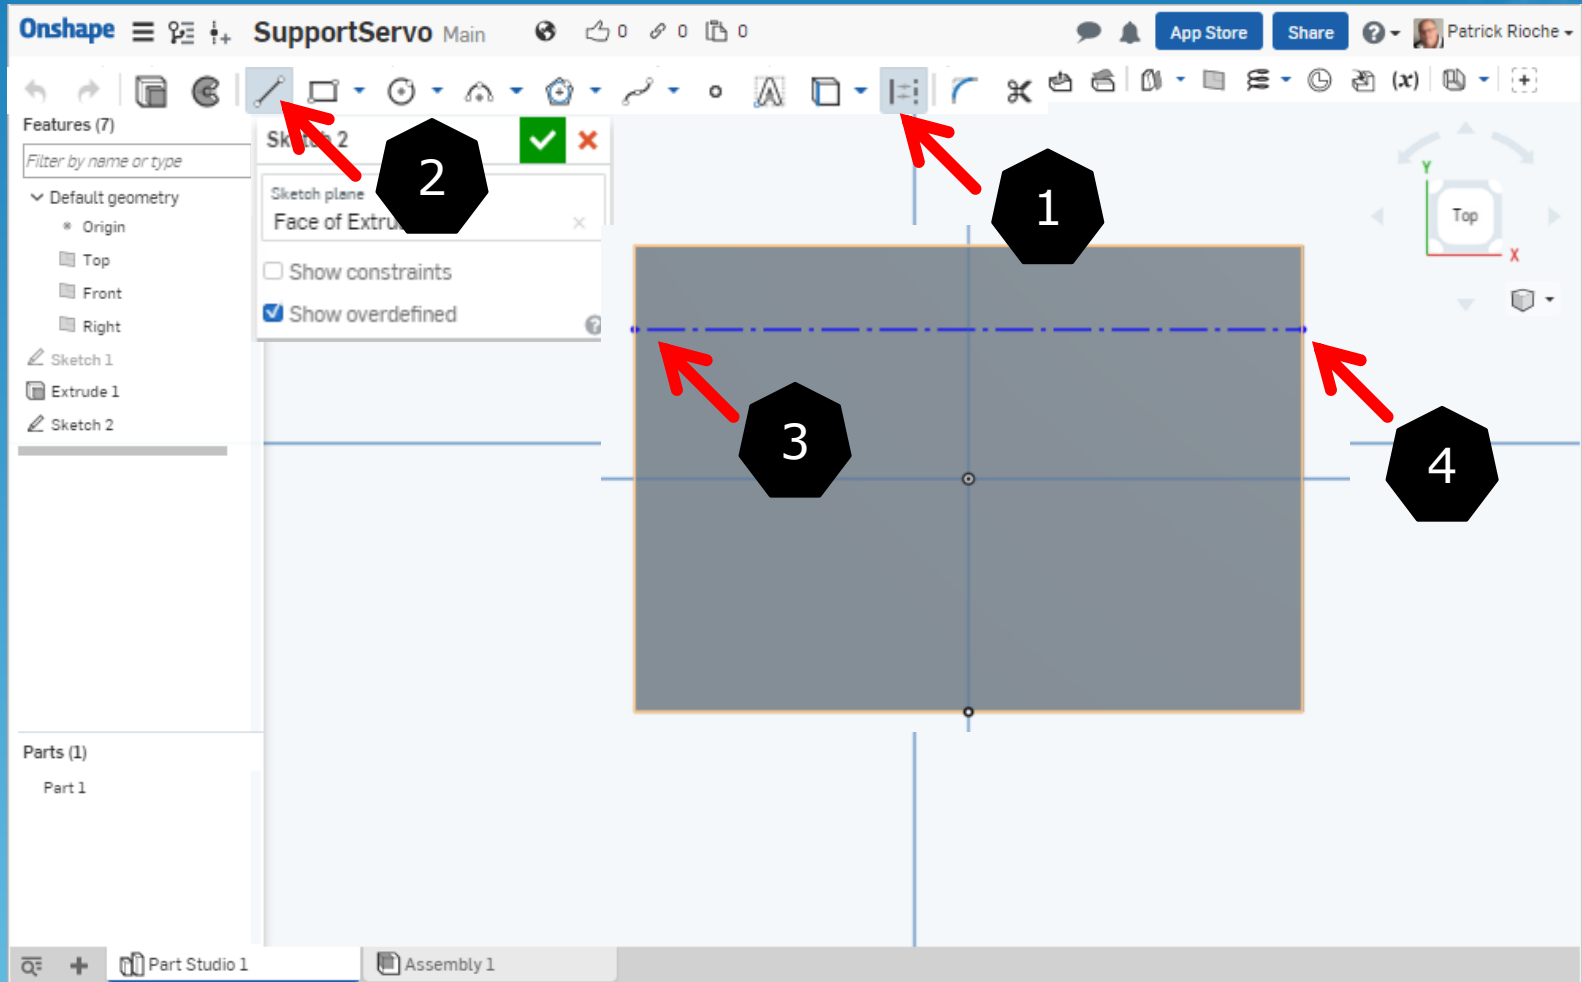 Onshape SupportServo Main 0 0 0 App Store Share Patrick Rioche
(x)
Features (7)
Filter by name or type
Default geometry
Origin
Top
Front
Right
Sketch 1
Extrude 1
Sketch 2
Parts (1)
Part 1
2
Sketch plane
Face of Extru
Show constraints
Show overdefined
1
3
4
Y
Top
X
Part Studio 1
Assembly 1